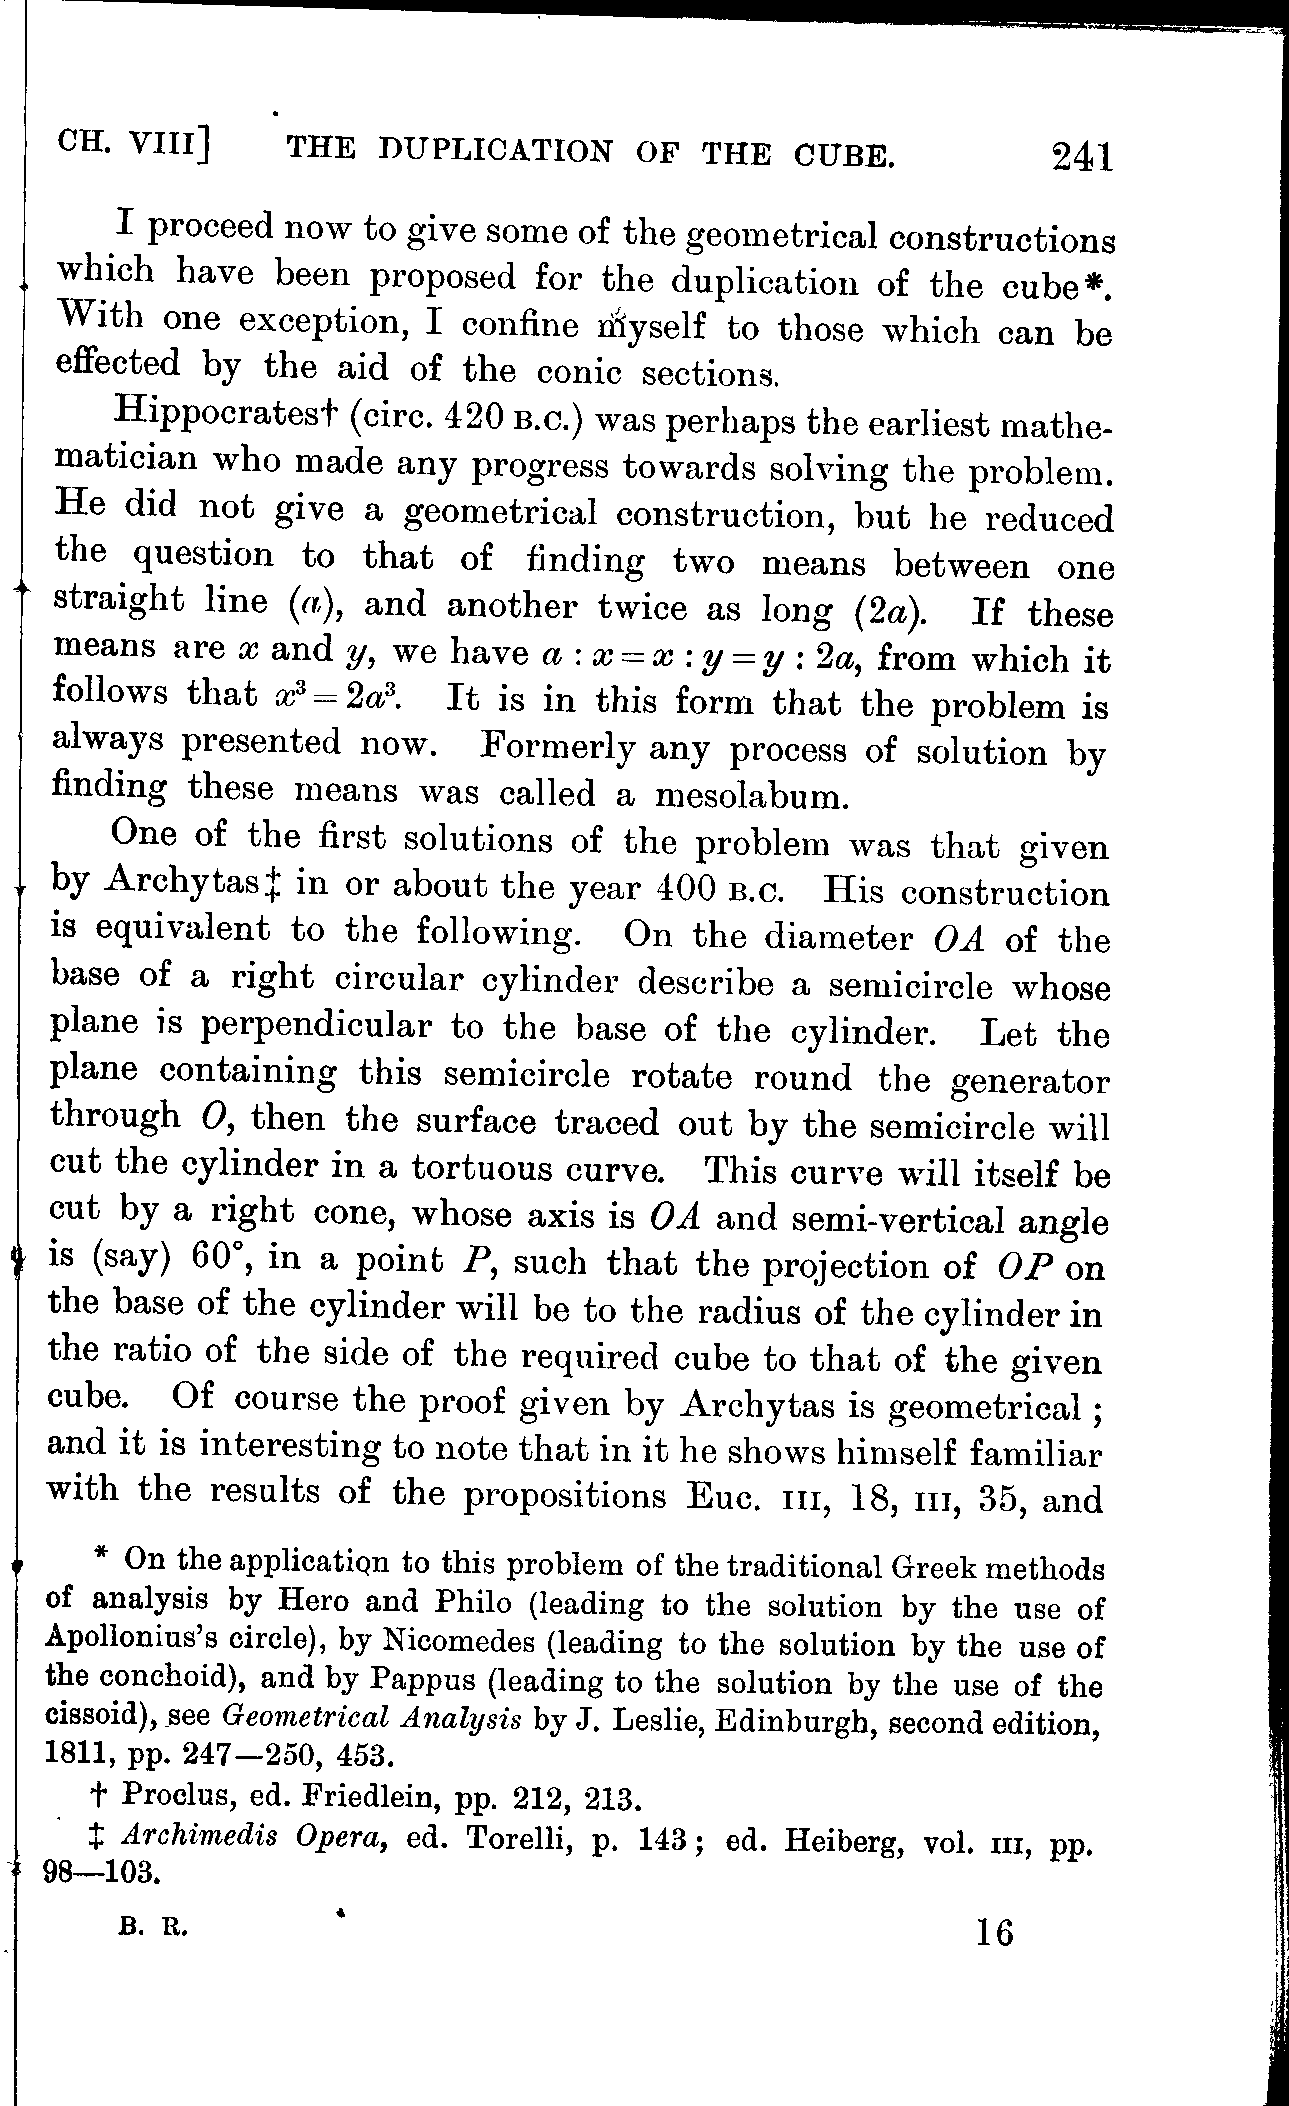 CH. VIII] THE DUPLICATION OF THE CUBE. 241
I proceed now to give some of the geometrical constructions
which have been proposed for the duplication of the cube*.
With one exception, I confine myself to those which can be
effected by the aid of the conic sections.
Hippocrates† (circ. 420 B.C.) was perhaps the earliest mathe-
matician who made any progress towards solving the problem.
He did not give a geometrical construction, but he reduced
the question to that of finding two means between one
straight line (a), and another twice as long (2a). If these
means are x and y, we have a : x = x : y = y : 2a, from which it
follows that x³ = 2a³. It is in this form that the problem is
always presented now. Formerly any process of solution by
finding these means was called a mesolabum.
One of the first solutions of the problem was that given
by Archytas‡ in or about the year 400 B.C. His construction
is equivalent to the following. On the diameter OA of the
base of a right circular cylinder describe a semicircle whose
plane is perpendicular to the base of the cylinder. Let the
plane containing this semicircle rotate round the generator
through O, then the surface traced out by the semicircle will
cut the cylinder in a tortuous curve. This curve will itself be
cut by a right cone, whose axis is OA and semi-vertical angle
is (say) 60°, in a point P, such that the projection of OP on
the base of the cylinder will be to the radius of the cylinder in
the ratio of the side of the required cube to that of the given
cube. Of course the proof given by Archytas is geometrical;
and it is interesting to note that in it he shows himself familiar
with the results of the propositions Euc. III, 18, III, 35, and
* On the application to this problem of the traditional Greek methods
of analysis by Hero and Philo (leading to the solution by the use of
Apollonius's circle), by Nicomedes (leading to the solution by the use of
the conchoid), and by Pappus (leading to the solution by the use of the
cissoid), see Geometrical Analysis by J. Leslie, Edinburgh, second edition,
1811, pp. 247—250, 453.
† Proclus, ed. Friedlein, pp. 212, 213.
‡ Archimedis Opera, ed. Torelli, p. 143; ed. Heiberg, vol. III, pp.
98—103.
B. R. 16